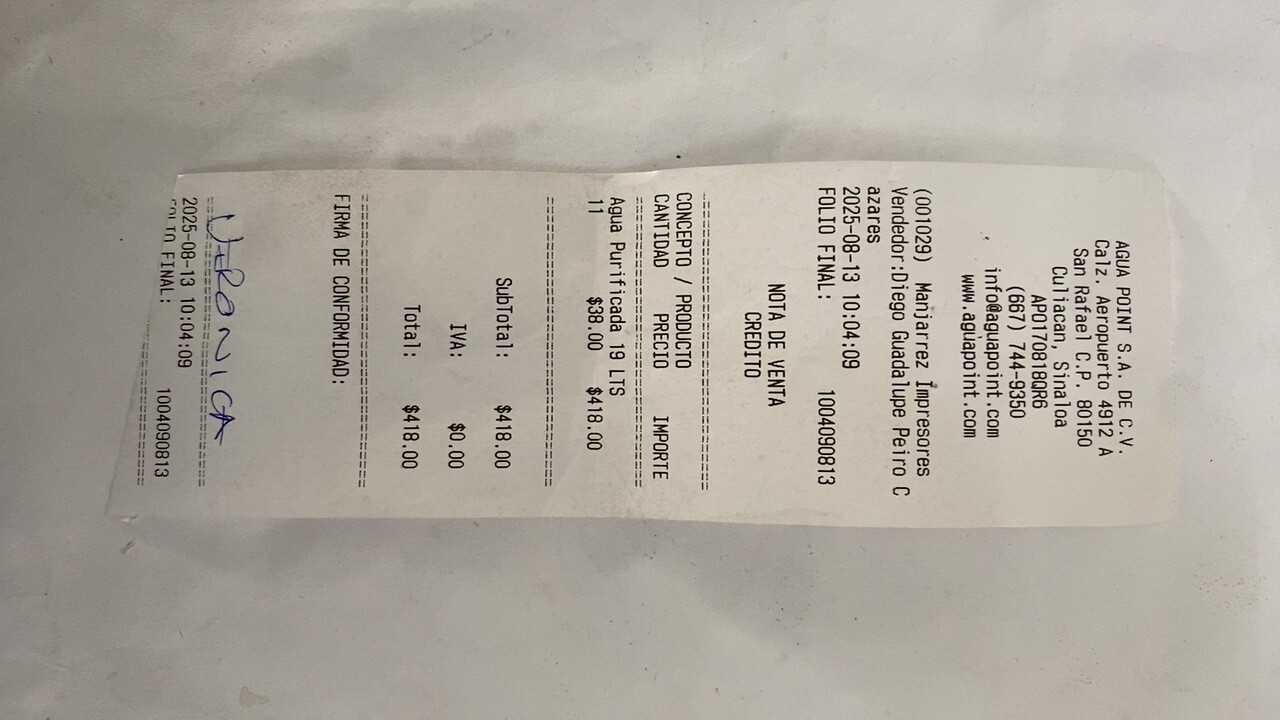 AGUA POINT S.A. DE C.V.
Calz. Aeropuerto 4912 A
San Rafael C.P. 80150
Culiacan, Sinaloa
APO170818QR6
(667) 744-9350
info@aguapoint.com
www.aguapoint.com
(001029) Manjarrez Impresores
Vendedor:Diego Guadalupe Peiro C
azares
2025-08-13 10:04:09
FOLIO FINAL: 1004090813
NOTA DE VENTA
CREDITO
CONCEPTO / PRODUCTO
CANTIDAD PRECIO IMPORTE
Agua Purificada 19 LTS
11 $38.00 $418.00
SubTotal: $418.00
IVA: $0.00
Total: $418.00
FIRMA DE CONFORMIDAD:
VERONICA
2025-08-13 10:04:09
FOLIO FINAL: 1004090813